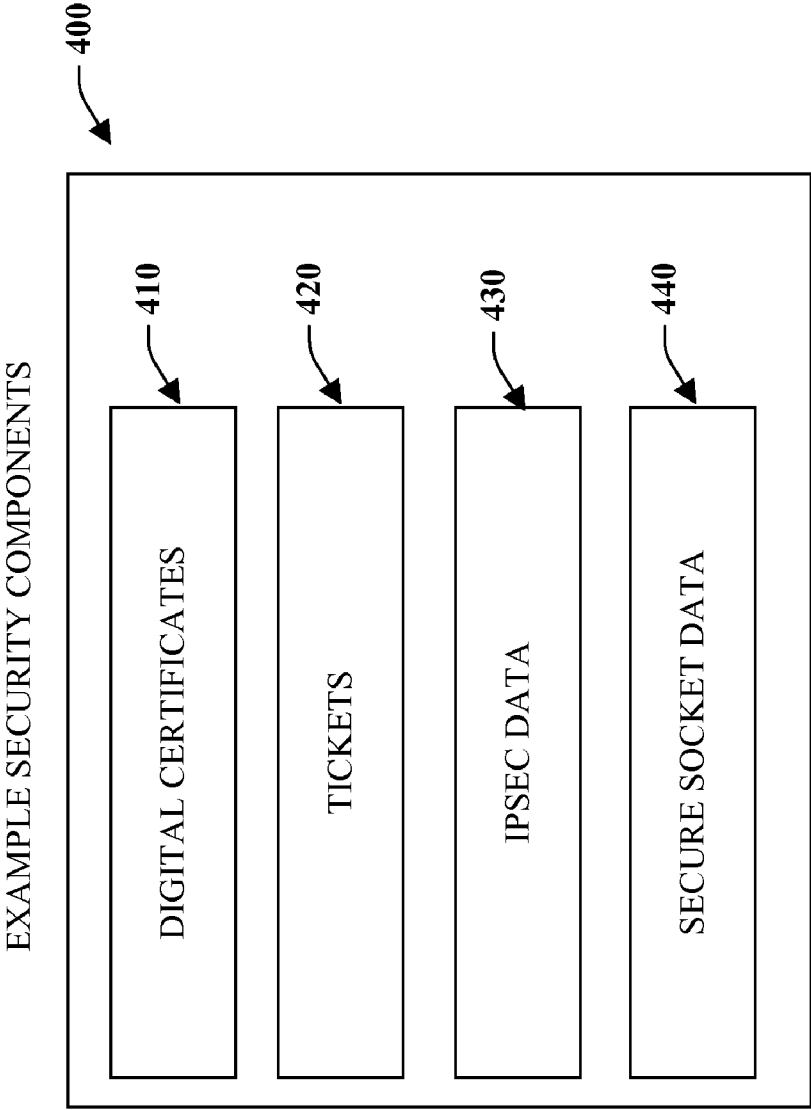 EXAMPLE SECURITY COMPONENTS
400
DIGITAL CERTIFICATES
410
TICKETS
420
IPSEC DATA
430
SECURE SOCKET DATA
440